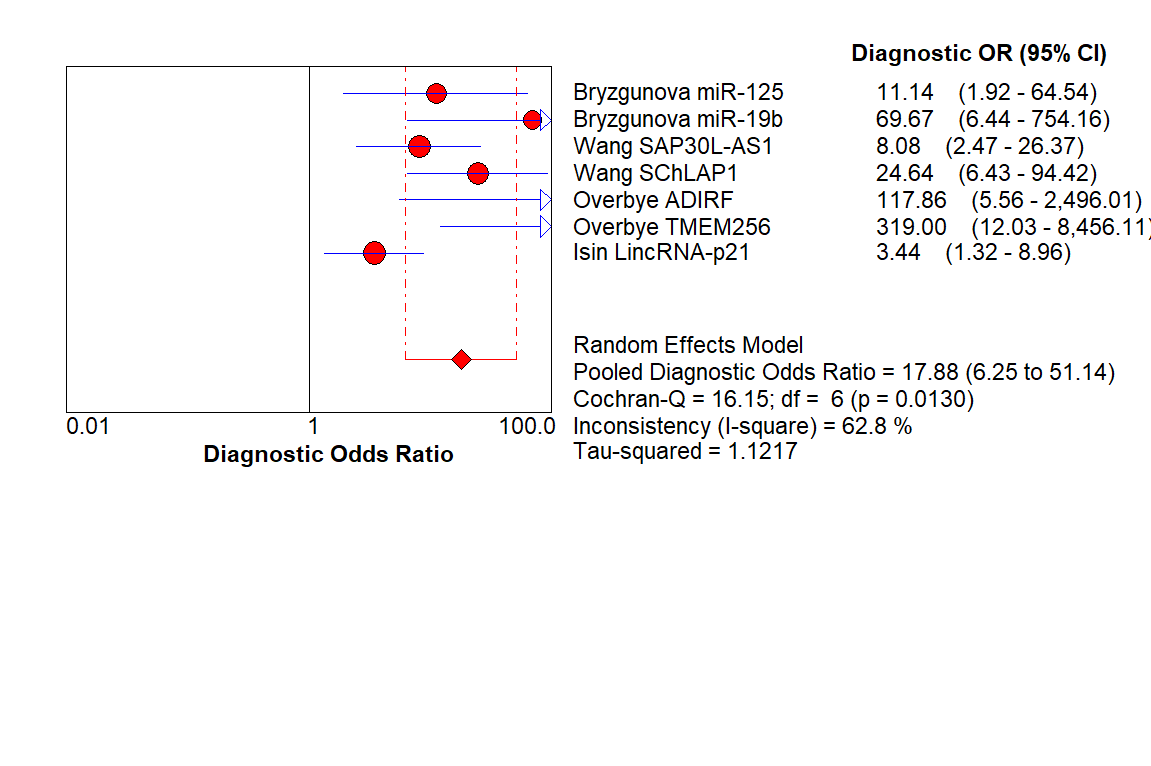 Diagnostic OR (95% CI)
Bryzgunova miR-125 11.14 (1.92 - 64.54)
Bryzgunova miR-19b 69.67 (6.44 - 754.16)
Wang SAP30L-AS1 8.08 (2.47 - 26.37)
Wang SChLAP1 24.64 (6.43 - 94.42)
Overbye ADIRF 117.86 (5.56 - 2,496.01)
Overbye TMEM256 319.00 (12.03 - 8,456.11)
Isin LincRNA-p21 3.44 (1.32 - 8.96)
Random Effects Model
Pooled Diagnostic Odds Ratio = 17.88 (6.25 to 51.14)
Cochran-Q = 16.15; df = 6 (p = 0.0130)
Inconsistency (I-square) = 62.8 %
Tau-squared = 1.1217
0.01 1 100.0
Diagnostic Odds Ratio